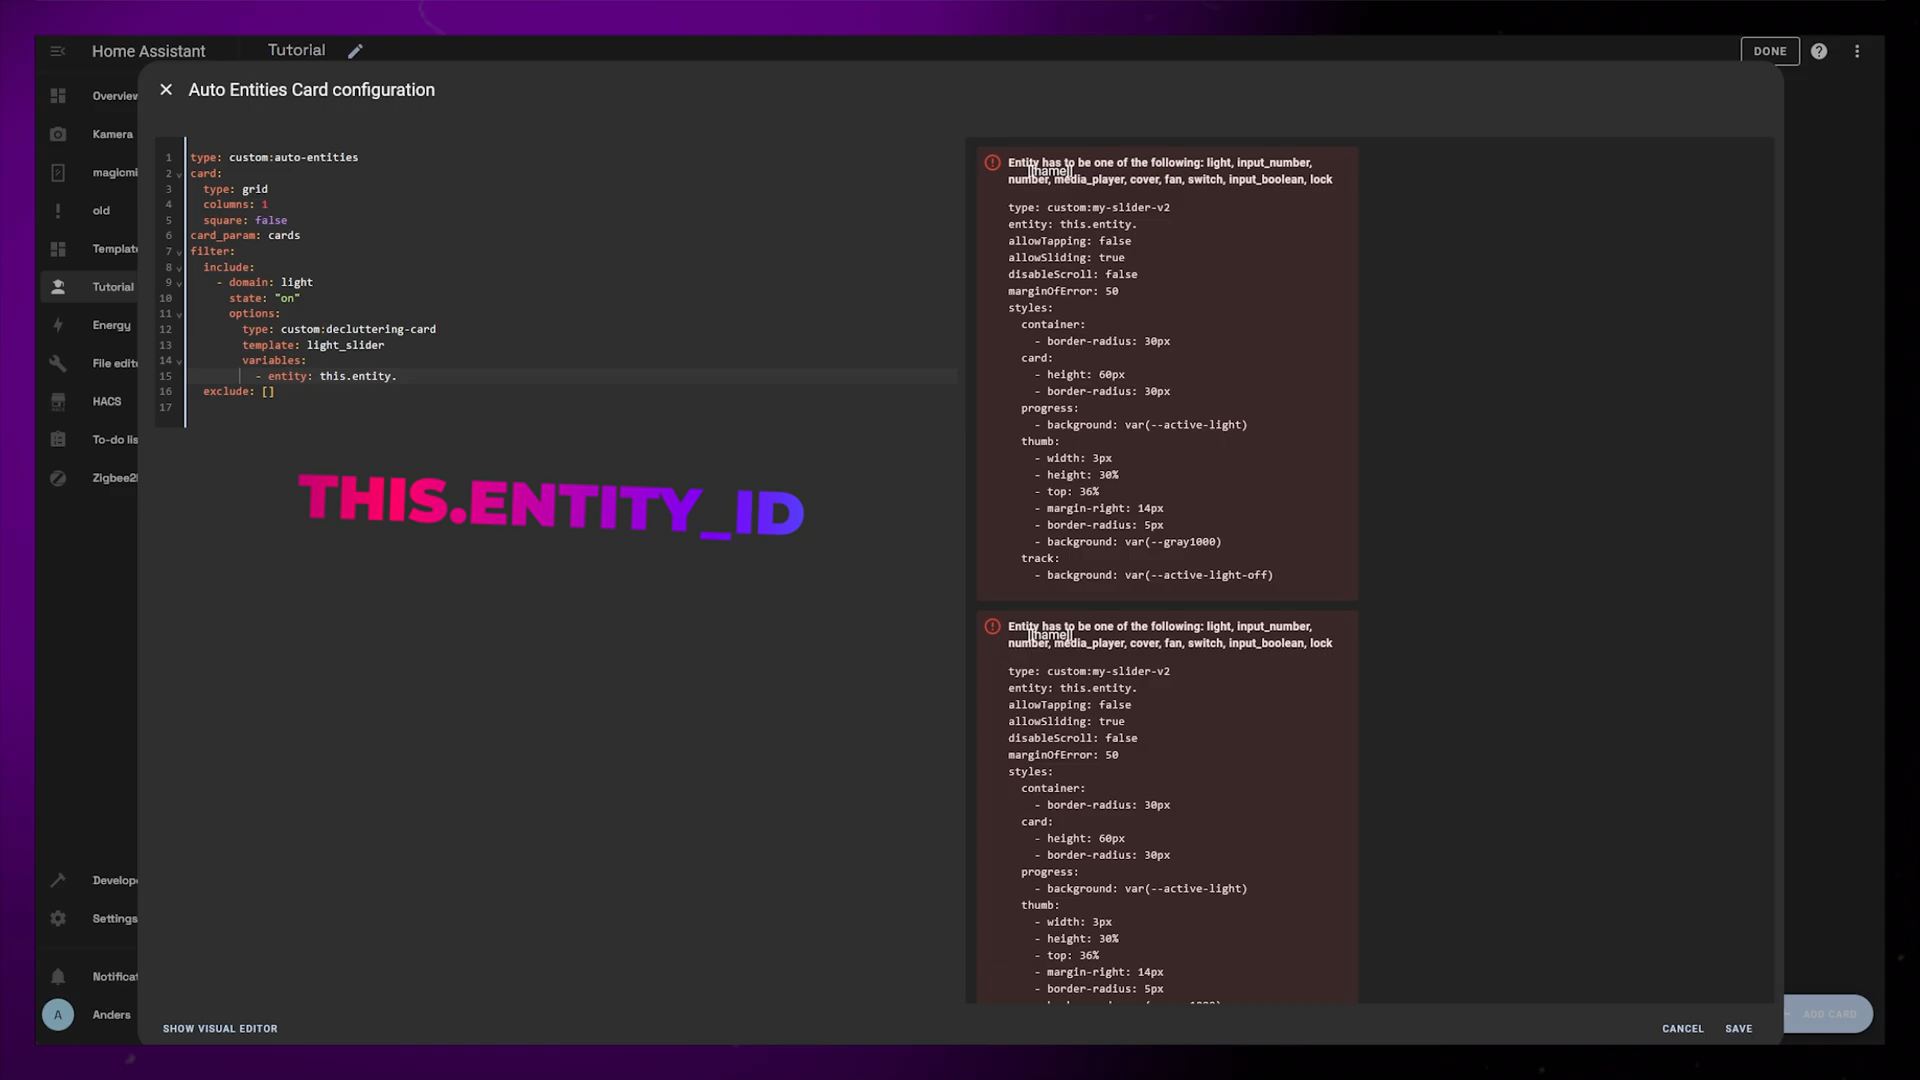 Home Assistant
Tutorial
DONE
Overview
Kamera
magicmi
old
Templat
Tutorial
Energy
File edit
HACS
To-do lis
Zigbee2
Develop
Settings
Notificat
A
Anders
Auto Entities Card configuration
1 type: custom:auto-entities
2 card:
3 type: grid
4 columns: 1
5 square: false
6 card_param: cards
7 filter:
8 include:
9 - domain: light
10 state: "on"
11 options:
12 type: custom:decluttering-card
13 template: light_slider
14 variables:
15 - entity: this.entity.
16 exclude: []
17
THIS.ENTITY_ID
Entity has to be one of the following: light, input_number,
[[name]]
number, media_player, cover, fan, switch, input_boolean, lock
type: custom:my-slider-v2
entity: this.entity.
allowTapping: false
allowSliding: true
disableScroll: false
marginOfError: 50
styles:
container:
- border-radius: 30px
card:
- height: 60px
- border-radius: 30px
progress:
- background: var(--active-light)
thumb:
- width: 3px
- height: 30%
- top: 36%
- margin-right: 14px
- border-radius: 5px
- background: var(--gray1000)
track:
- background: var(--active-light-off)
Entity has to be one of the following: light, input_number,
[[name]]
number, media_player, cover, fan, switch, input_boolean, lock
type: custom:my-slider-v2
entity: this.entity.
allowTapping: false
allowSliding: true
disableScroll: false
marginOfError: 50
styles:
container:
- border-radius: 30px
card:
- height: 60px
- border-radius: 30px
progress:
- background: var(--active-light)
thumb:
- width: 3px
- height: 30%
- top: 36%
- margin-right: 14px
- border-radius: 5px
SHOW VISUAL EDITOR
CANCEL
SAVE
ADD CARD